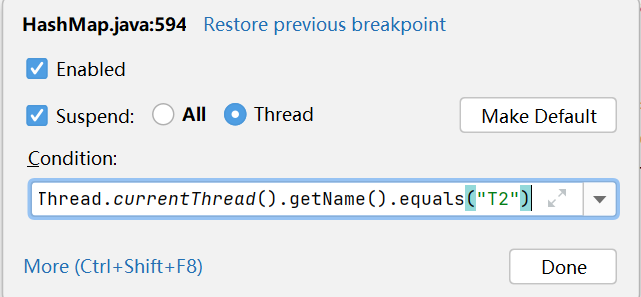 HashMap.java:594 Restore previous breakpoint
Enabled
Suspend: All Thread Make Default
Condition:
Thread.currentThread().getName().equals("T2")
More (Ctrl+Shift+F8) Done